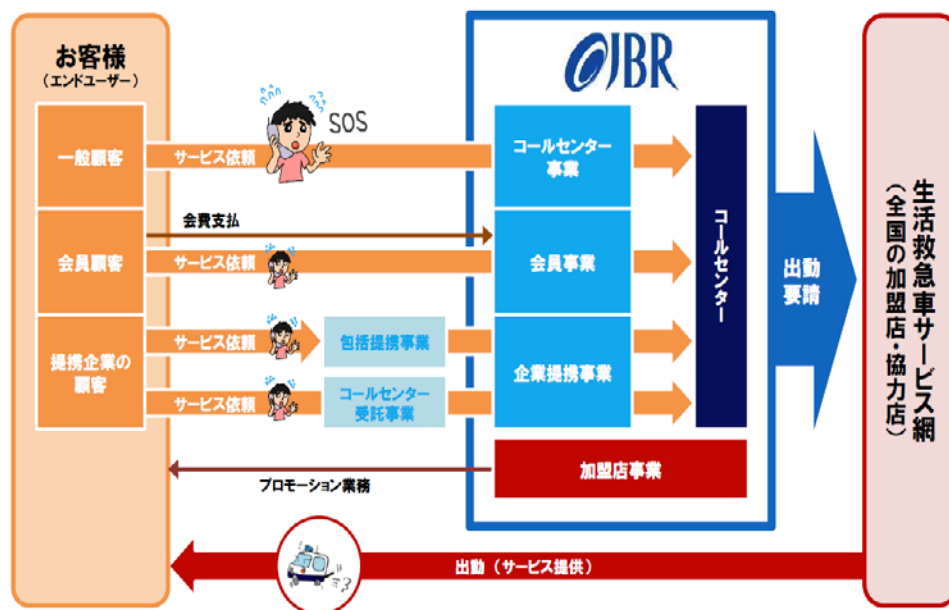 お客様
（エンドユーザー）
一般顧客
サービス依頼
SOS
JBR
コールセンター
事業
会費支払
会員顧客
サービス依頼
会員事業
提携企業の
顧客
サービス依頼
包括提携事業
サービス依頼
コールセンター
受託事業
企業提携事業
コールセンター
出動
要請
生活救急車サービス網
（全国の加盟店・協力店）
加盟店事業
プロモーション業務
出動（サービス提供）